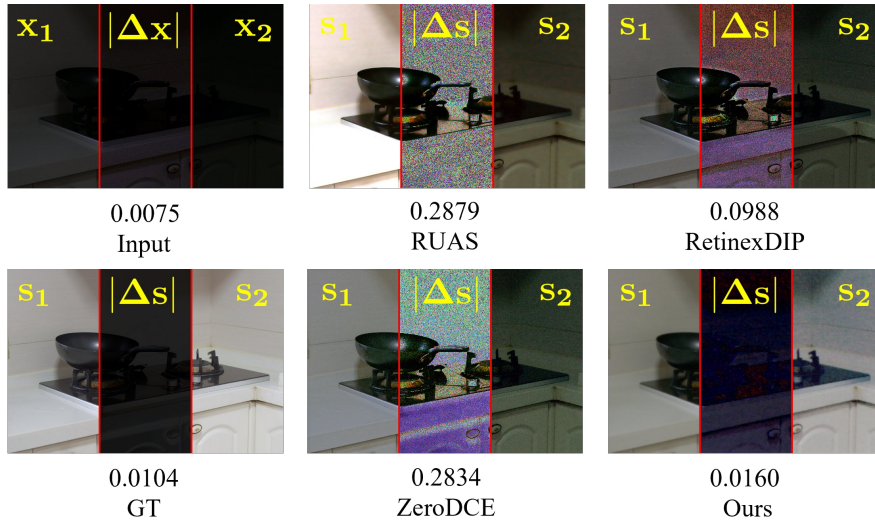 x₁ |Δx| x₂
s₁ |Δs| s₂
s₁ |Δs| s₂
0.0075
Input
0.2879
RUAS
0.0988
RetinexDIP
s₁ |Δs| s₂
s₁ |Δs| s₂
s₁ |Δs| s₂
0.0104
GT
0.2834
ZeroDCE
0.0160
Ours